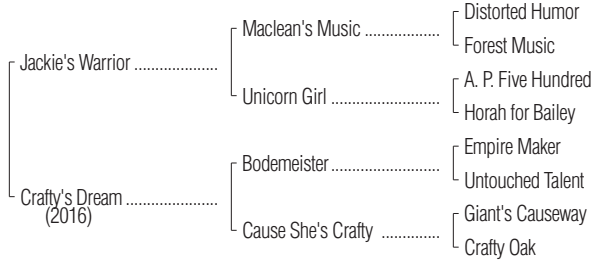 Distorted Humor
Maclean's Music ..................
Forest Music
Jackie's Warrior ....................
A. P. Five Hundred
Unicorn Girl ..........................
Horah for Bailey
Empire Maker
Bodemeister..........................
Untouched Talent
Crafty's Dream ......................
(2016)
Giant's Causeway
Cause She's Crafty ..............
Crafty Oak